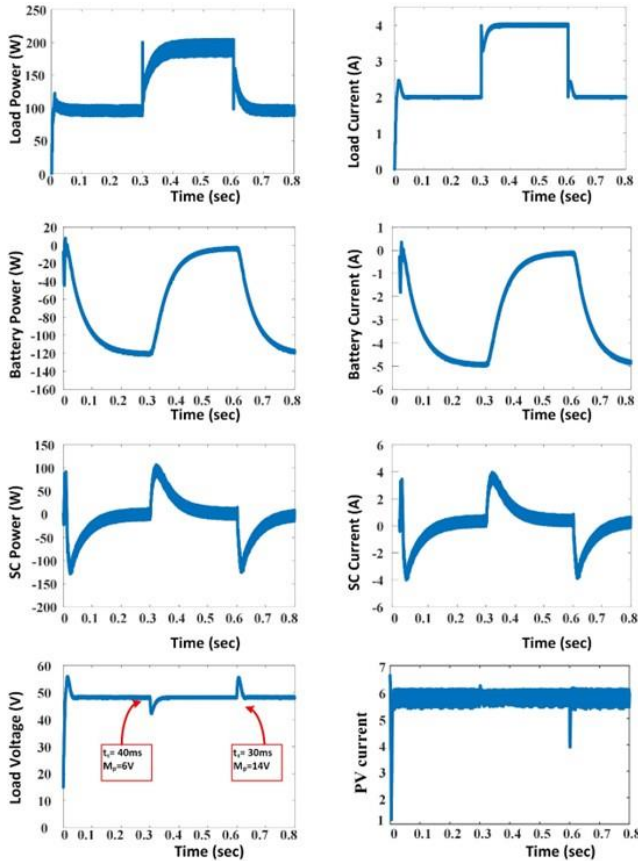 Load Power (W)
250
200
150
100
50
0
0 0.1 0.2 0.3 0.4 0.5 0.6 0.7 0.8
Time (sec)
Load Current (A)
4
3
2
1
0
0 0.1 0.2 0.3 0.4 0.5 0.6 0.7 0.8
Time (sec)
Battery Power (W)
20
0
-20
-40
-60
-80
-100
-120
-140
-160
0 0.1 0.2 0.3 0.4 0.5 0.6 0.7 0.8
Time (sec)
Battery Current (A)
1
0
-1
-2
-3
-4
-5
-6
0 0.1 0.2 0.3 0.4 0.5 0.6 0.7 0.8
Time (sec)
SC Power (W)
150
100
50
0
-50
-100
-150
-200
0 0.1 0.2 0.3 0.4 0.5 0.6 0.7 0.8
Time (sec)
SC Current (A)
6
4
2
0
-2
-4
-6
0 0.1 0.2 0.3 0.4 0.5 0.6 0.7 0.8
Time (sec)
Load Voltage (V)
60
50
40
30
20
10
0
ts= 40ms
MP=6V
ts= 30ms
MP=14V
0 0.1 0.2 0.3 0.4 0.5 0.6 0.7 0.8
Time (sec)
PV current
7
6
5
4
3
2
1
0 0.1 0.2 0.3 0.4 0.5 0.6 0.7 0.8
Time (sec)